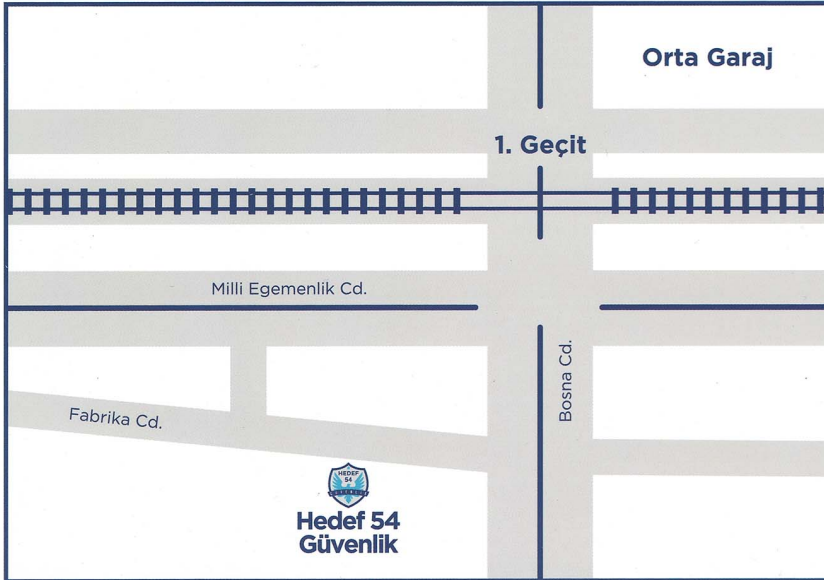 Orta Garaj
1. Geçit
Milli Egemenlik Cd.
Bosna Cd.
Fabrika Cd.
HEDEF
54
Hedef 54
Güvenlik